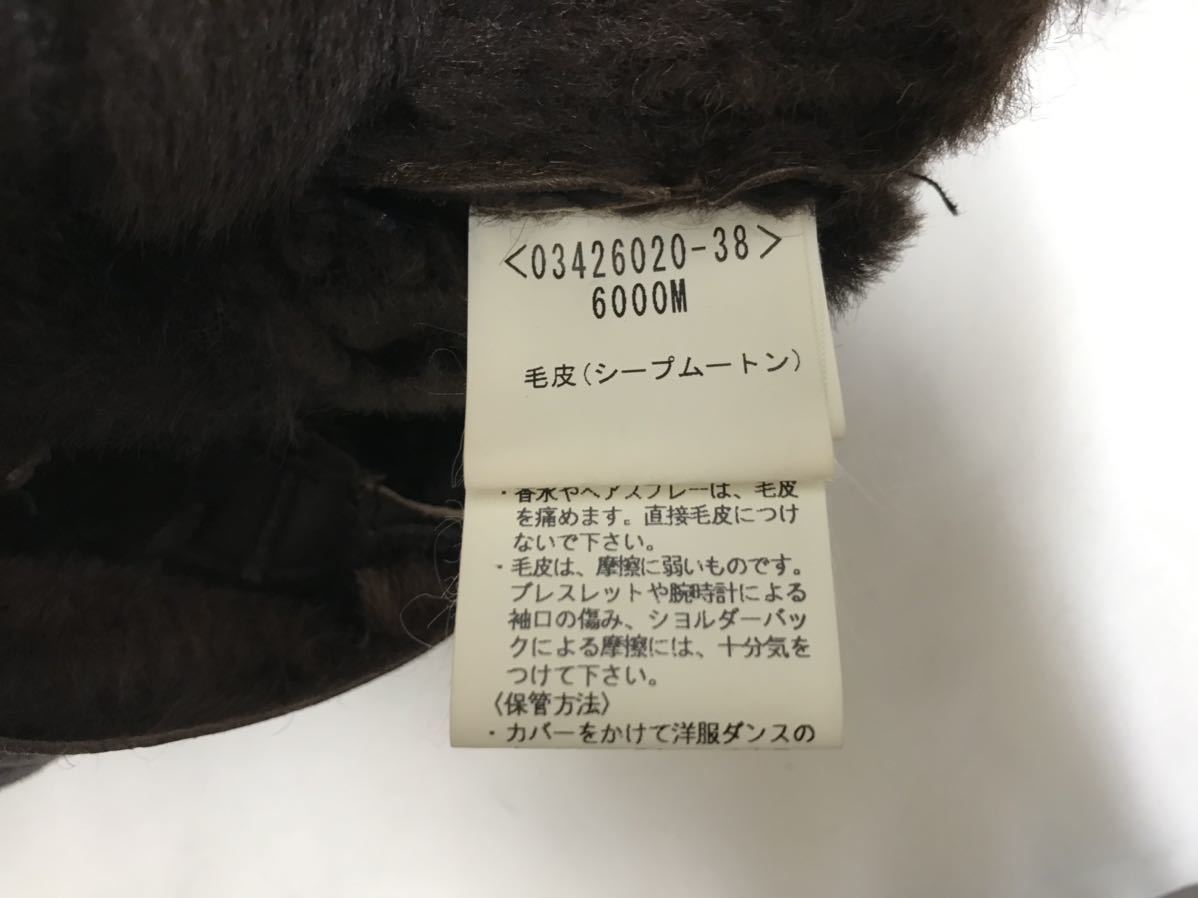 <03426020-38>
6000M
毛皮(シープムートン)
・香水やヘアスプレーは、毛皮
を痛めます。直接毛皮につけ
ないで下さい。
・毛皮は、摩擦に弱いものです。
ブレスレットや腕時計による
袖口の傷み、ショルダーバッ
クによる摩擦には、十分気を
つけて下さい。
〈保管方法〉
・カバーをかけて洋服ダンスの